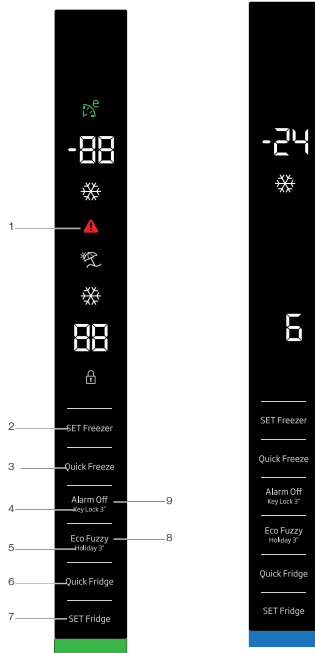 e
-88
1
88
2
SET Freezer
3
Quick Freeze
Alarm Off
9
4
Key Lock 3"
Eco Fuzzy
8
5
Holiday 3"
6
Quick Fridge
7
SET Fridge
-24
6
SET Freezer
Quick Freeze
Alarm Off
Key Lock 3"
Eco Fuzzy
Holiday 3"
Quick Fridge
SET Fridge